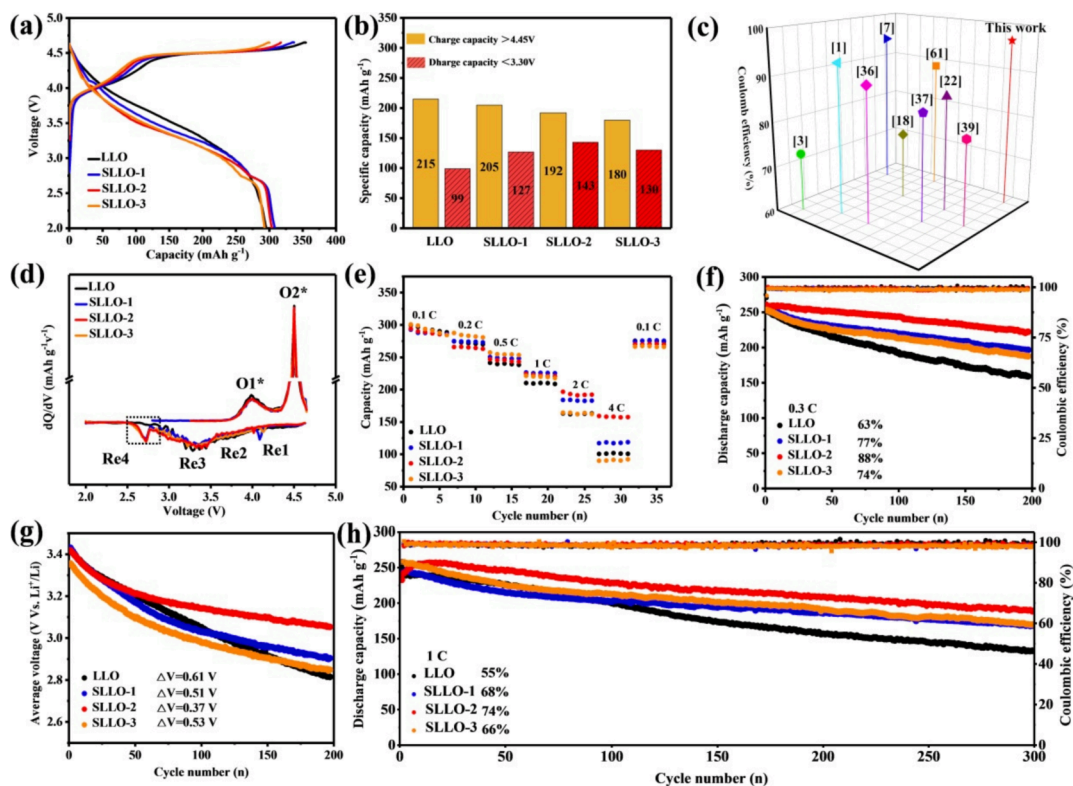 (a)
5.0
4.5
4.0
3.5
3.0
2.5
2.0
Voltage (V)
LLO
SLLO-1
SLLO-2
SLLO-3
0 50 100 150 200 250 300 350 400
Capacity (mAh g-1)
(b)
350
300
250
200
150
100
50
0
Specific capacity (mAh g-1)
Charge capacity >4.45V
Dharge capacity <3.30V
215 99 205 127 192 143 180 130
LLO SLLO-1 SLLO-2 SLLO-3
(c)
100
90
80
70
60
Coulomb efficiency (%)
This work
[7]
[1]
[61]
[36]
[22]
[37]
[18]
[39]
[3]
(d)
dQ/dV (mAh g-1v-1)
LLO
SLLO-1
SLLO-2
SLLO-3
O2*
O1*
Re4 Re3 Re2 Re1
2.0 2.5 3.0 3.5 4.0 4.5 5.0
Voltage (V)
(e)
400
350
300
250
200
150
100
50
Capacity (mAh g-1)
0.1 C 0.2 C 0.5 C 1 C 2 C 4 C 0.1 C
LLO
SLLO-1
SLLO-2
SLLO-3
0 5 10 15 20 25 30 35
Cycle number (n)
(f)
300
250
200
150
100
50
0
Discharge capacity (mAh g-1)
0.3 C
LLO 63%
SLLO-1 77%
SLLO-2 88%
SLLO-3 74%
100
75
50
25
0
Coulombic efficiency (%)
0 50 100 150 200
Cycle number (n)
(g)
3.4
3.2
3.0
2.8
2.6
Average voltage (V Vs. Li+/Li)
LLO △V=0.61 V
SLLO-1 △V=0.51 V
SLLO-2 △V=0.37 V
SLLO-3 △V=0.53 V
0 50 100 150 200
Cycle number (n)
(h)
300
250
200
150
100
50
0
Discharge capacity (mAh g-1)
1 C
LLO 55%
SLLO-1 68%
SLLO-2 74%
SLLO-3 66%
100
80
60
40
20
0
Coulombic efficiency (%)
0 50 100 150 200 250 300
Cycle number (n)